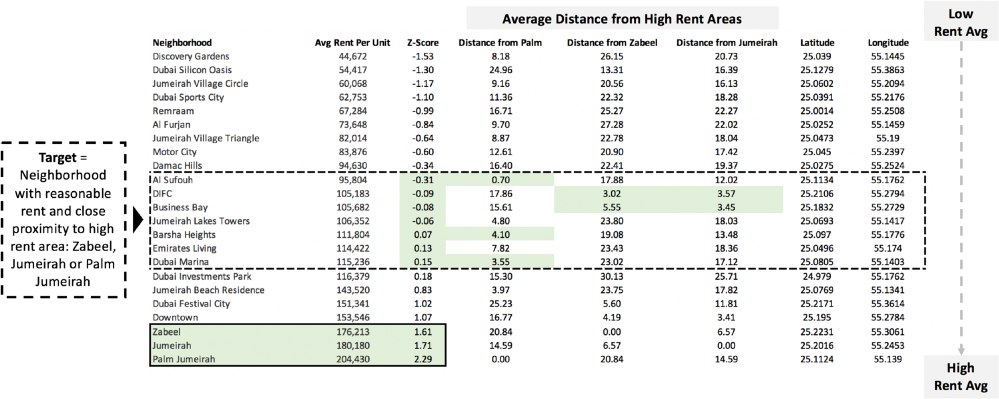 Average Distance from High Rent Areas
Low
Rent Avg
Neighborhood Avg Rent Per Unit Z-Score Distance from Palm Distance from Zabeel Distance from Jumeirah Latitude Longitude
Discovery Gardens 44,672 -1.53 8.18 26.15 20.73 25.039 55.1445
Dubai Silicon Oasis 54,417 -1.30 24.96 13.31 16.39 25.1279 55.3863
Jumeirah Village Circle 60,068 -1.17 9.16 20.56 16.13 25.0602 55.2094
Dubai Sports City 62,753 -1.10 11.36 22.32 18.28 25.0391 55.2176
Remraam 67,284 -0.99 16.71 25.27 22.27 25.0014 55.2508
Al Furjan 73,648 -0.84 9.70 27.28 22.02 25.0252 55.1459
Jumeirah Village Triangle 82,014 -0.64 8.87 22.78 18.04 25.0473 55.19
Motor City 83,876 -0.60 12.61 20.90 17.42 25.045 55.2397
Damac Hills 94,630 -0.34 16.40 22.41 19.37 25.0275 55.2524
Al Sufouh 95,804 -0.31 0.70 17.88 12.02 25.1134 55.1762
DIFC 105,183 -0.09 17.86 3.02 3.57 25.2106 55.2794
Business Bay 105,682 -0.08 15.61 5.55 3.45 25.1832 55.2729
Jumeirah Lakes Towers 106,352 -0.06 4.80 23.80 18.03 25.0693 55.1417
Barsha Heights 111,804 0.07 4.10 19.08 13.48 25.097 55.1776
Emirates Living 114,422 0.13 7.82 23.43 18.36 25.0496 55.174
Dubai Marina 115,236 0.15 3.55 23.02 17.12 25.0805 55.1403
Dubai Investments Park 116,379 0.18 15.30 30.13 25.71 24.979 55.1762
Jumeirah Beach Residence 143,520 0.83 3.97 23.75 17.82 25.0769 55.1341
Dubai Festival City 151,341 1.02 25.23 5.60 11.81 25.2171 55.3614
Downtown 153,546 1.07 16.77 4.19 3.41 25.195 55.2784
Zabeel 176,213 1.61 20.84 0.00 6.57 25.2231 55.3061
Jumeirah 180,180 1.71 14.59 6.57 0.00 25.2016 55.2453
Palm Jumeirah 204,430 2.29 0.00 20.84 14.59 25.1124 55.139
Target =
Neighborhood
with reasonable
rent and close
proximity to high
rent area: Zabeel,
Jumeirah or Palm
Jumeirah
High
Rent Avg